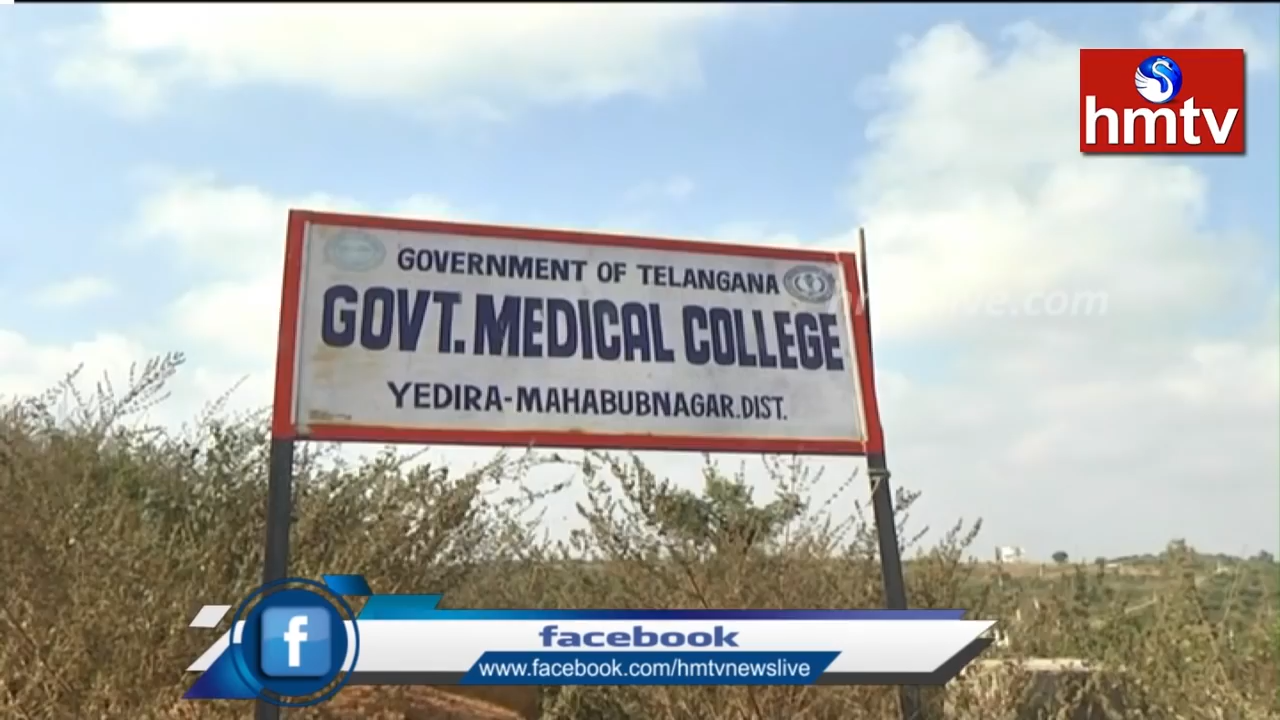 hmtv
GOVERNMENT OF TELANGANA
GOVT. MEDICAL COLLEGE
YEDIRA-MAHABUBNAGAR.DIST.
facebook
www.facebook.com/hmtvnewslive